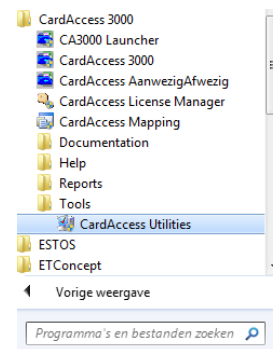 CardAccess 3000
CA3000 Launcher
CardAccess 3000
CardAccess AanwezigAfwezig
CardAccess License Manager
CardAccess Mapping
Documentation
Help
Reports
Tools
CardAccess Utilities
ESTOS
ETConcept
Vorige weergave
Programma's en bestanden zoeken